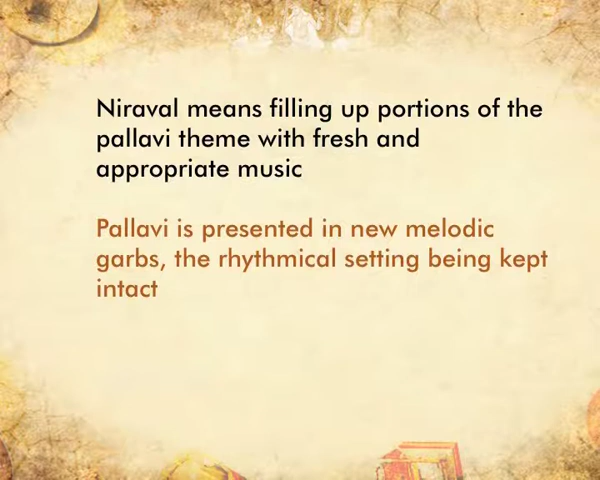 Niraval means filling up portions of the
pallavi theme with fresh and
appropriate music
Pallavi is presented in new melodic
garbs, the rhythmical setting being kept
intact